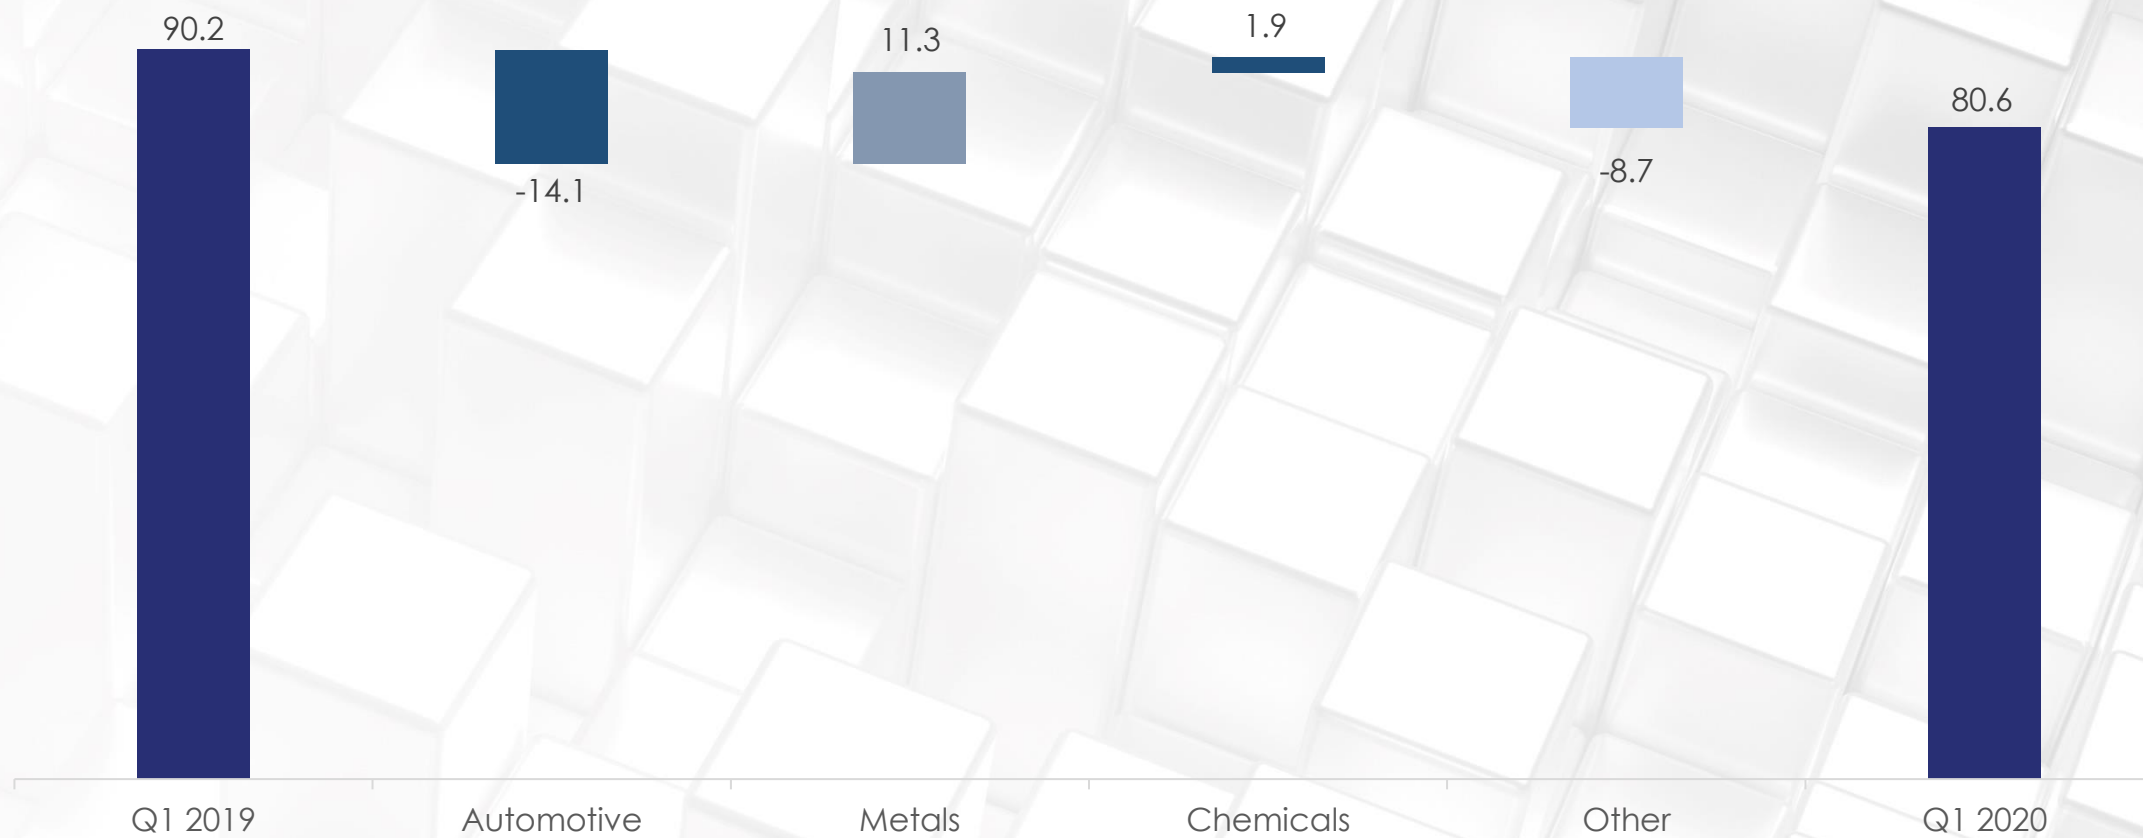 90.2
-14.1
11.3
1.9
-8.7
80.6
Q1 2019
Automotive
Metals
Chemicals
Other
Q1 2020